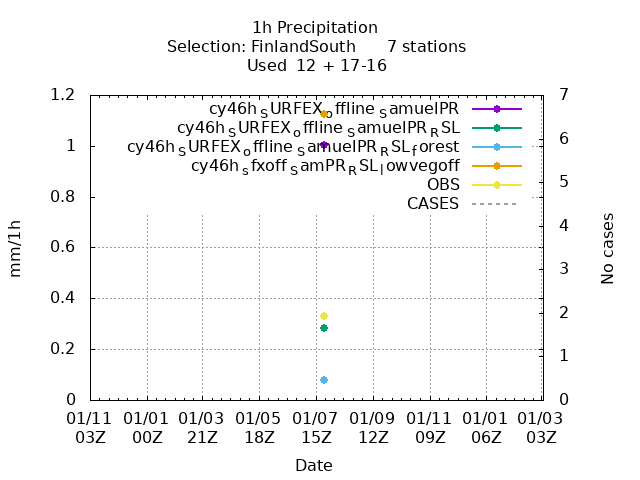 1h Precipitation
Selection: FinlandSouth 7 stations
Used 12 + 17-16
cy46h_SURFEX_offline_SamuelPR
cy46h_SURFEX_offline_SamuelPR_RSL
cy46h_SURFEX_offline_SamuelPR_RSL_forest
cy46h_sfxoff_SamPR_RSL_lowvegoff
OBS
CASES
1.2
1
0.8
0.6
0.4
0.2
0
mm/1h
7
6
5
4
3
2
1
0
No cases
01/11 01/01 01/03 01/05 01/07 01/09 01/11 01/01 01/03
03Z 00Z 21Z 18Z 15Z 12Z 09Z 06Z 03Z
Date